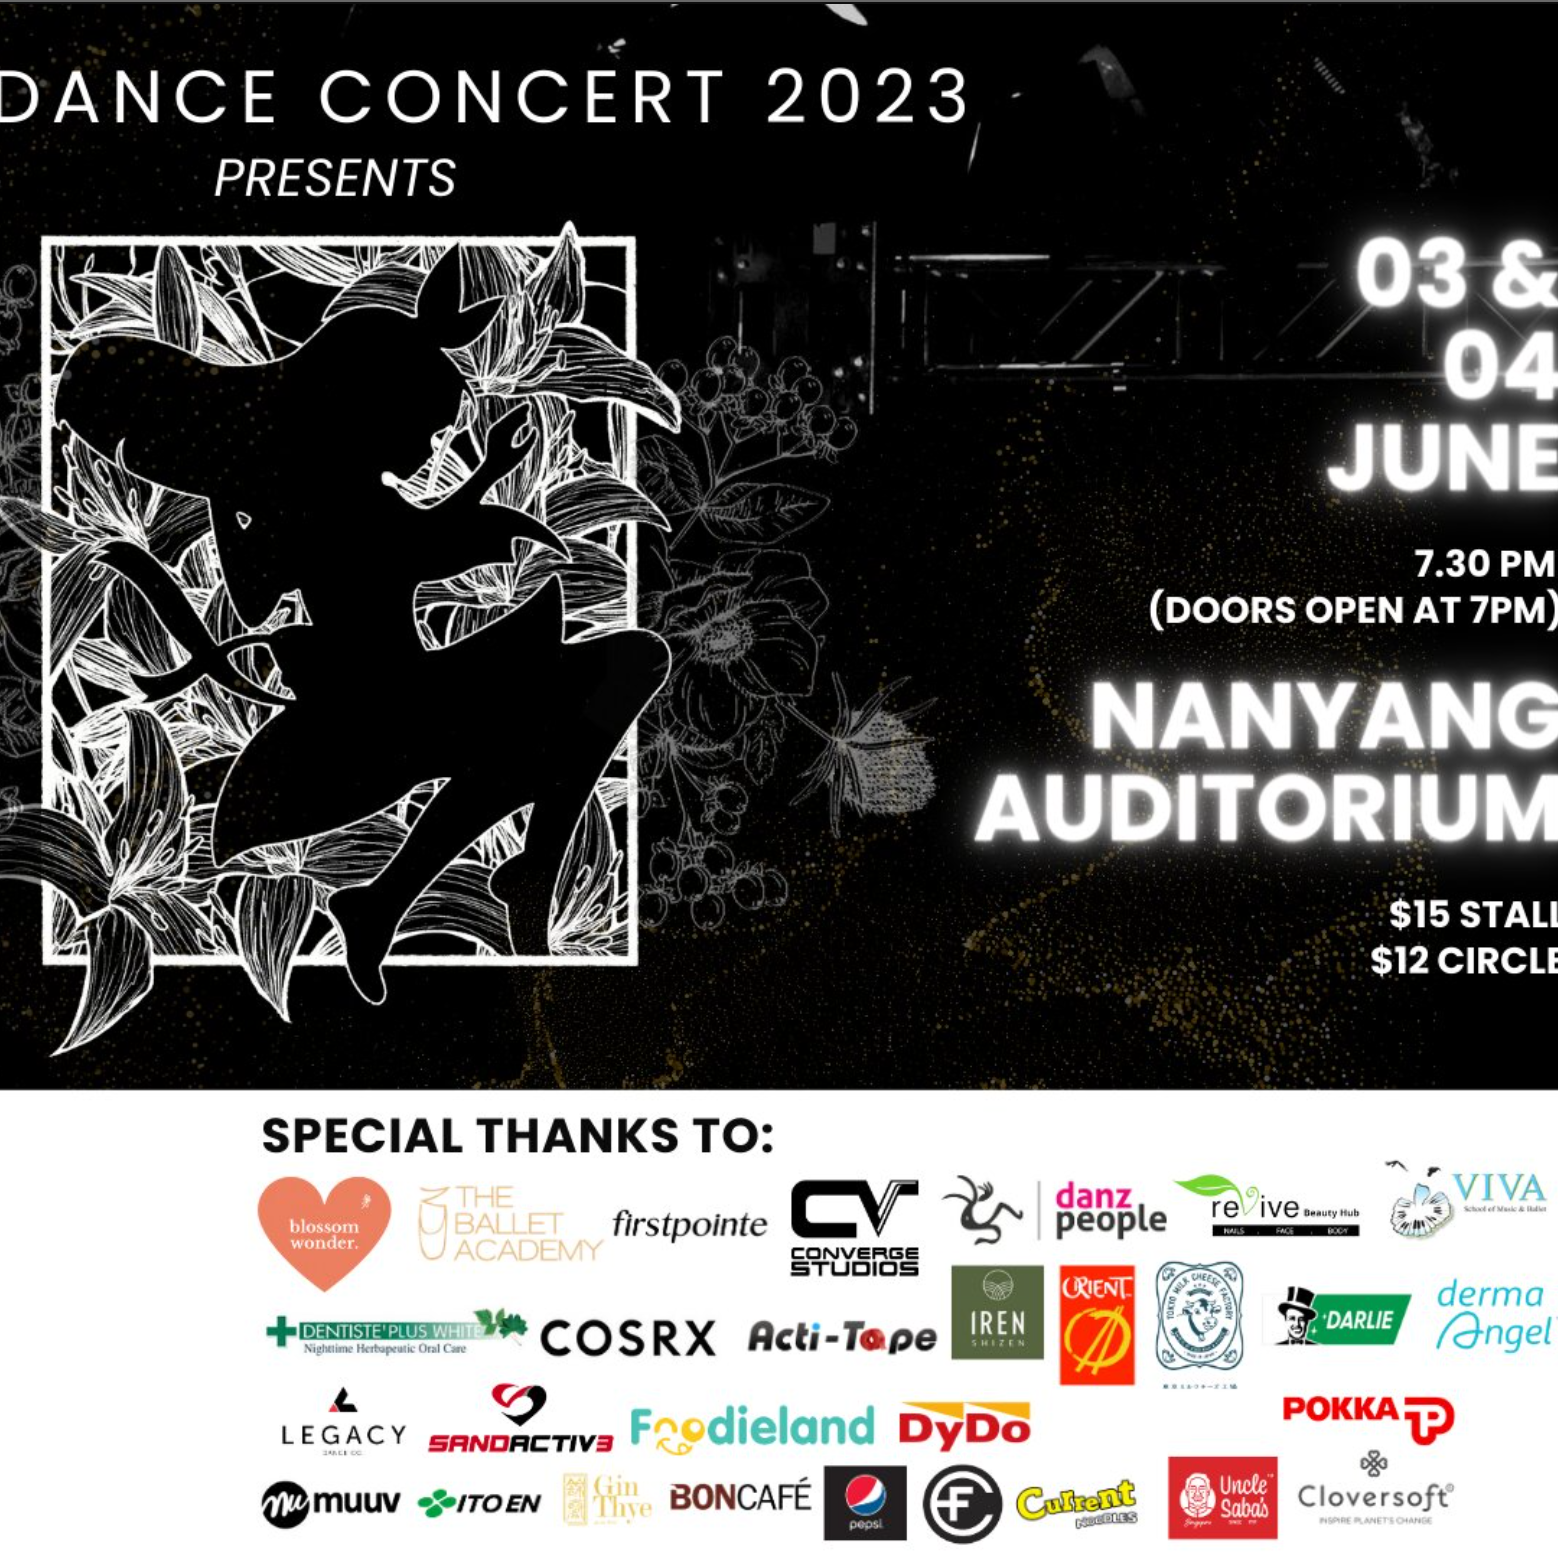 DANCE CONCERT 2023
PRESENTS
03 &
04
JUNE
7.30 PM
(DOORS OPEN AT 7PM)
NANYANG
AUDITORIUM
$15 STALL
$12 CIRCLE
SPECIAL THANKS TO:
blossom
wonder.
THE
BALLET
ACADEMY
firstpointe
CV
CONVERGE
STUDIOS
danz
people
reVive Beauty Hub
NAILS . FACE . BODY
VIVA
School of Music & Ballet
DENTISTE' PLUS WHITE
Nighttime Herbapeutic Oral Care
COSRX
Acti-Tape
IREN
SHIZEN
ORIENT
TOKYO MILK CHEESE FACTORY
DARLIE
derma
Angel
LEGACY
DANCE CO.
SANDACTIV3
Foodieland
DyDo
POKKA
mu muuv
ITO EN
Gin
Thye
BONCAFÉ
pepsi
Current
NOODLES
Uncle
Saba's
Cloversoft®
INSPIRE PLANET'S CHANGE